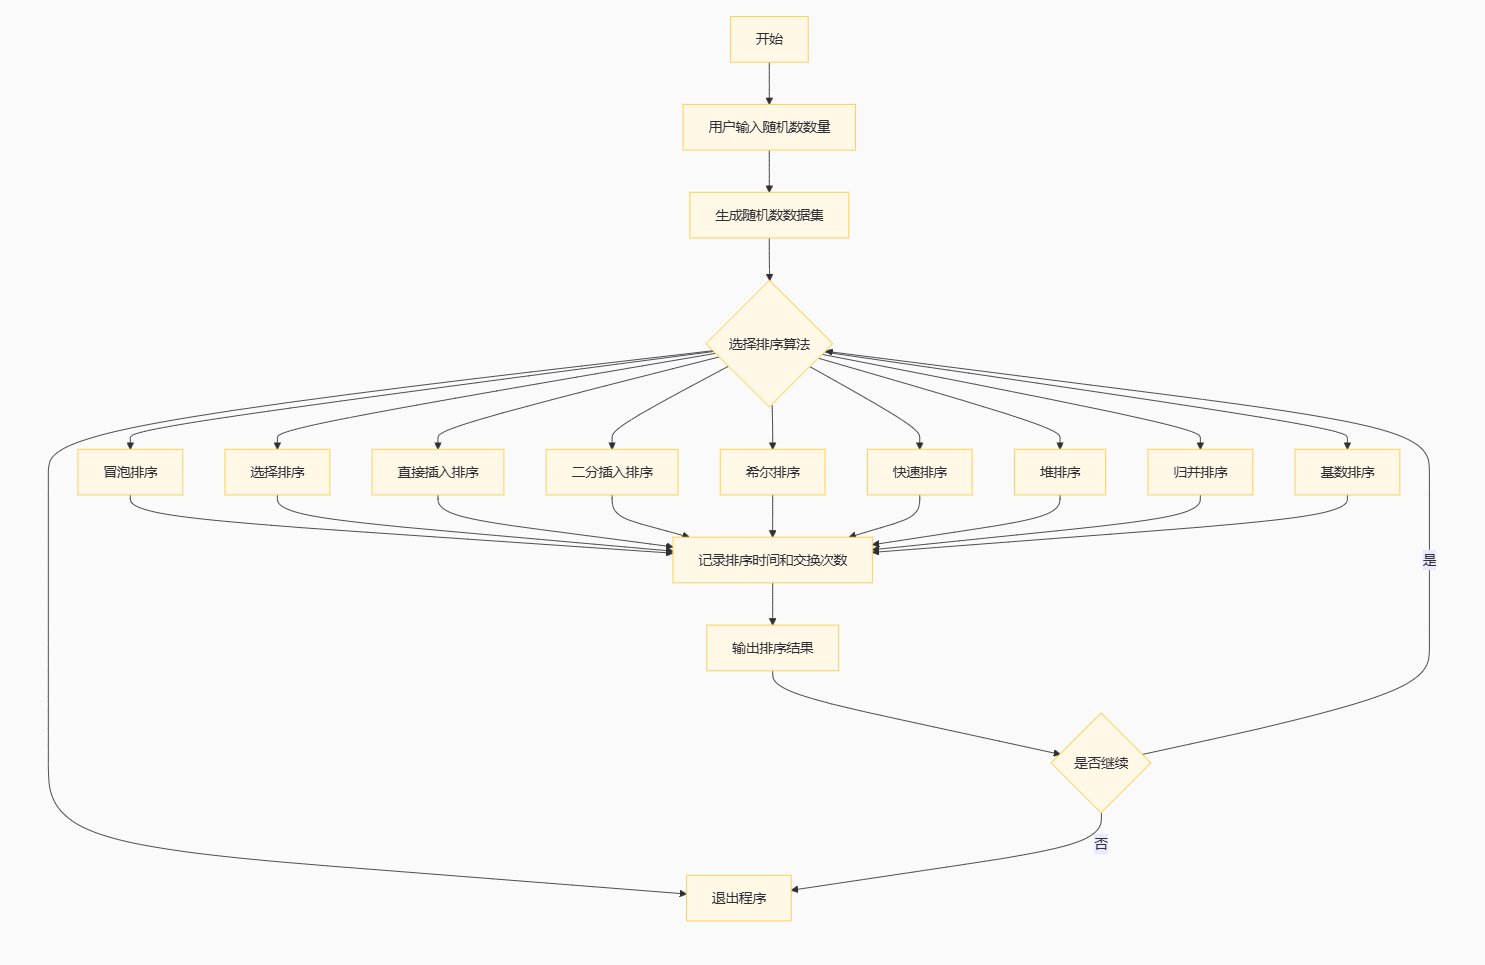 开始
用户输入随机数数量
生成随机数数据集
选择排序算法
冒泡排序
选择排序
直接插入排序
二分插入排序
希尔排序
快速排序
堆排序
归并排序
基数排序
记录排序时间和交换次数
是
输出排序结果
是否继续
否
退出程序